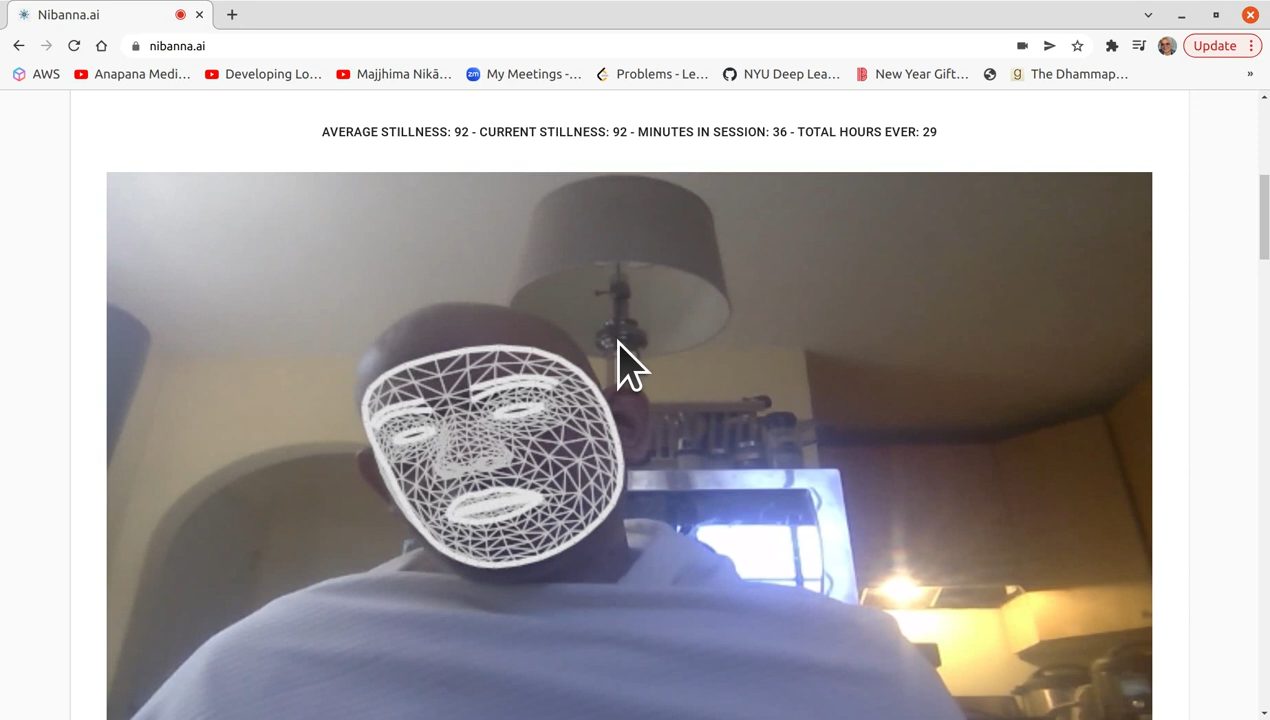 Nibanna.ai
nibanna.ai
Update
AWS
Anapana Medi...
Developing Lo...
Majjhima Nikā...
zm
My Meetings -...
Problems - Le...
NYU Deep Lea...
New Year Gift...
g
The Dhammap...
»
AVERAGE STILLNESS: 92 - CURRENT STILLNESS: 92 - MINUTES IN SESSION: 36 - TOTAL HOURS EVER: 29